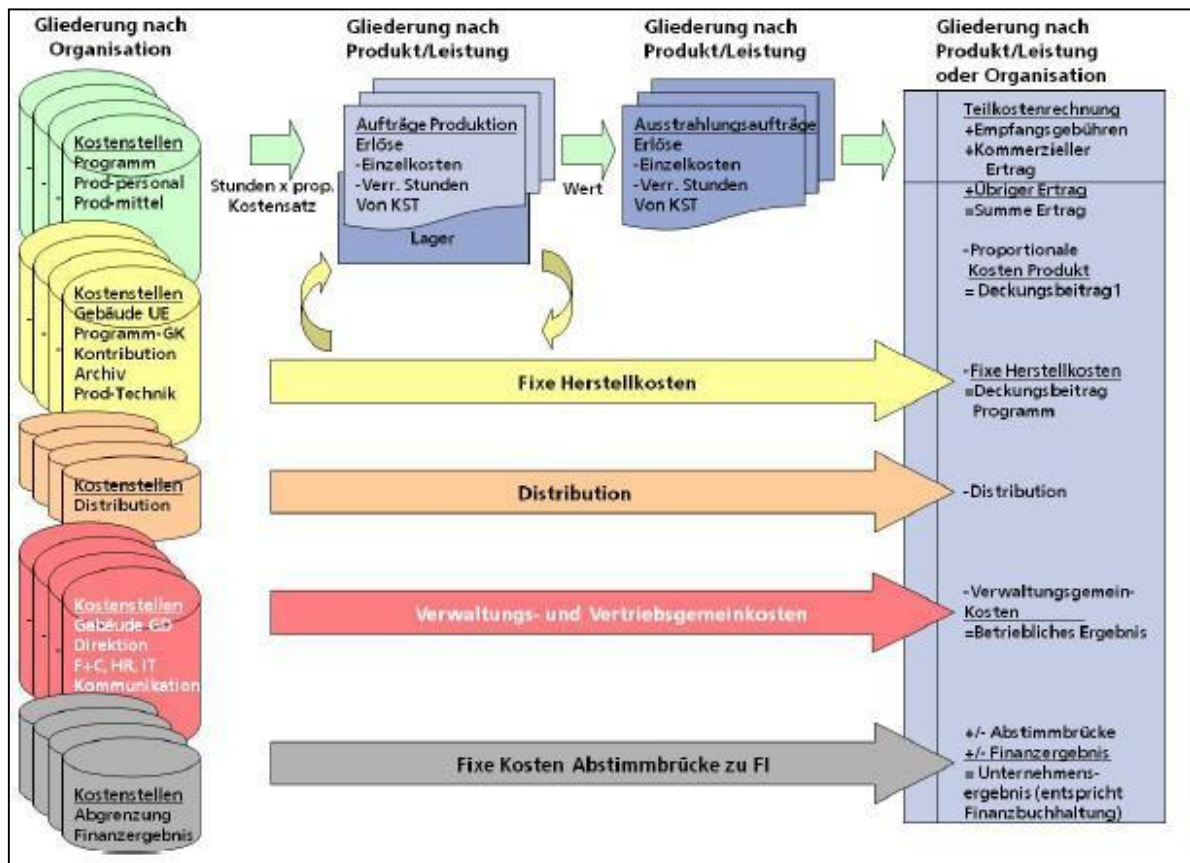 Gliederung nach
Organisation
Gliederung nach
Produkt/Leistung
Gliederung nach
Produkt/Leistung
Gliederung nach
Produkt/Leistung
oder Organisation
Kostenstellen
Programm
Prod-personal
Prod-mittel
Stunden x prop.
Kostensatz
Aufträge Produktion
Erlöse
-Einzelkosten
-Verr. Stunden
Von KST
Lager
Wert
Ausstrahlungsaufträge
Erlöse
-Einzelkosten
-Verr. Stunden
Von KST
Teilkostenrechnung
+Empfangsgebühren
+Kommerzieller
Ertrag
+Übriger Ertrag
=Summe Ertrag
-Proportionale
Kosten Produkt
= Deckungsbeitrag1
Kostenstellen
Gebäude UE
Programm-GK
Kontribution
Archiv
Prod-Technik
Fixe Herstellkosten
-Fixe Herstellkosten
=Deckungsbeitrag
Programm
Kostenstellen
Distribution
Distribution
-Distribution
Kostenstellen
Gebäude GD
Direktion
F+C, HR, IT
Kommunikation
Verwaltungs- und Vertriebsgemeinkosten
-Verwaltungsgemein-
Kosten
=Betriebliches Ergebnis
Kostenstellen
Abgrenzung
Finanzergebnis
Fixe Kosten Abstimmbrücke zu FI
+/- Abstimmbrücke
+/- Finanzergebnis
= Unternehmens-
ergebnis (entspricht
Finanzbuchhaltung)